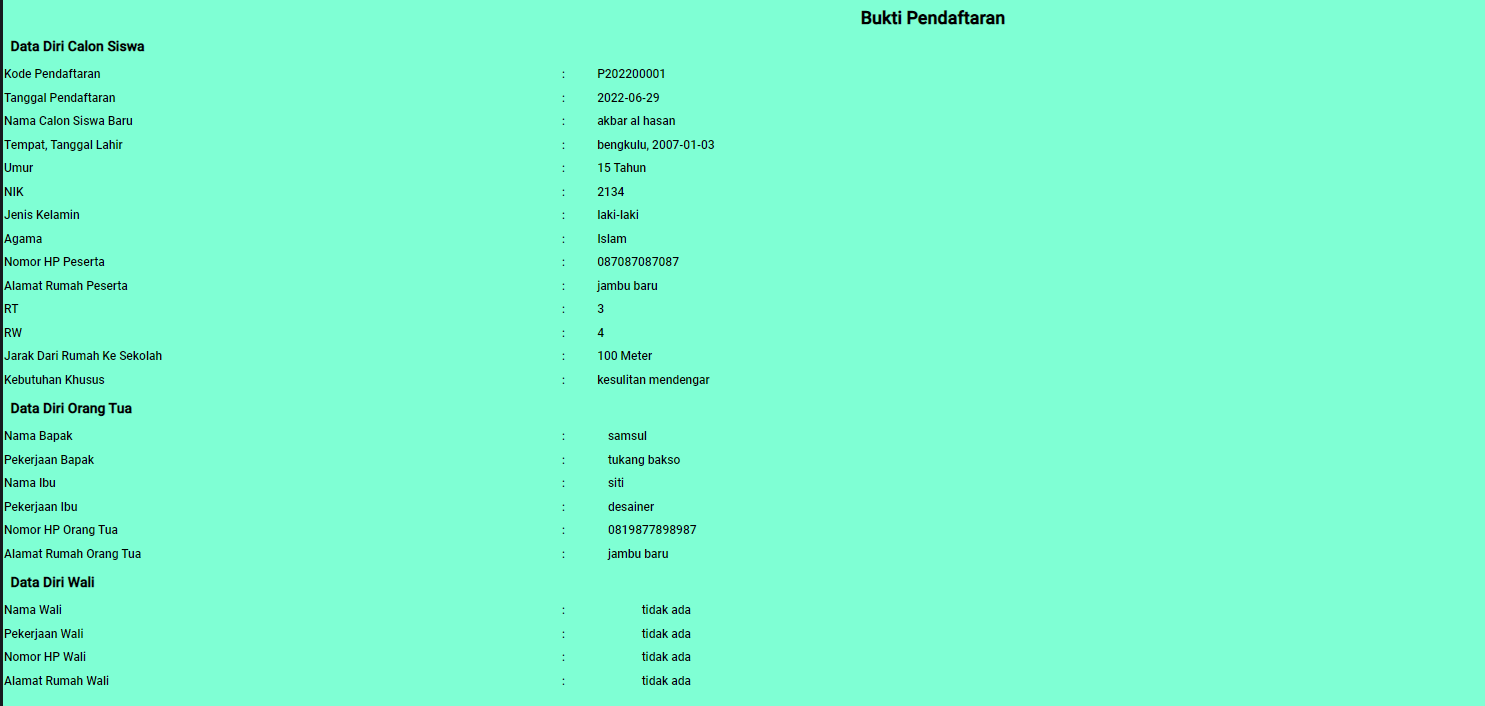 Bukti Pendaftaran
Data Diri Calon Siswa
Kode Pendaftaran : P202200001
Tanggal Pendaftaran : 2022-06-29
Nama Calon Siswa Baru : akbar al hasan
Tempat, Tanggal Lahir : bengkulu, 2007-01-03
Umur : 15 Tahun
NIK : 2134
Jenis Kelamin : laki-laki
Agama : Islam
Nomor HP Peserta : 087087087087
Alamat Rumah Peserta : jambu baru
RT : 3
RW : 4
Jarak Dari Rumah Ke Sekolah : 100 Meter
Kebutuhan Khusus : kesulitan mendengar
Data Diri Orang Tua
Nama Bapak : samsul
Pekerjaan Bapak : tukang bakso
Nama Ibu : siti
Pekerjaan Ibu : desainer
Nomor HP Orang Tua : 0819877898987
Alamat Rumah Orang Tua : jambu baru
Data Diri Wali
Nama Wali : tidak ada
Pekerjaan Wali : tidak ada
Nomor HP Wali : tidak ada
Alamat Rumah Wali : tidak ada